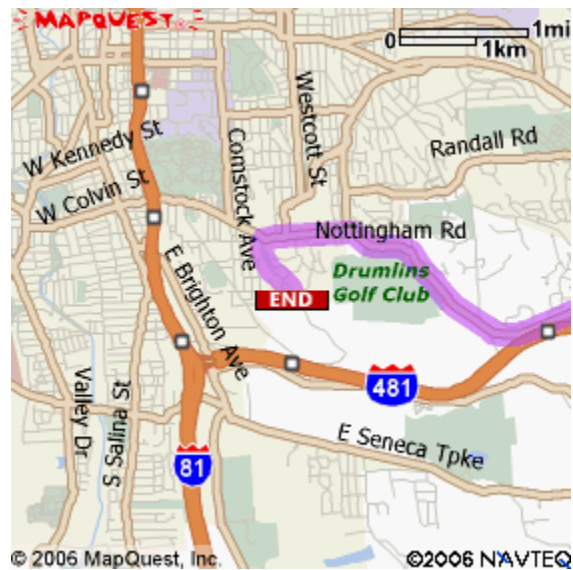 MAPQUEST
0
1mi
1km
Westcott St
Comstock Ave
Randall Rd
W Kennedy St
W Colvin St
Nottingham Rd
Drumlins
Golf Club
END
E Brighton Ave
481
Valley Dr
S Salina St
E Seneca Tpke
81
© 2006 MapQuest, Inc.
©2006 NAVTEQ